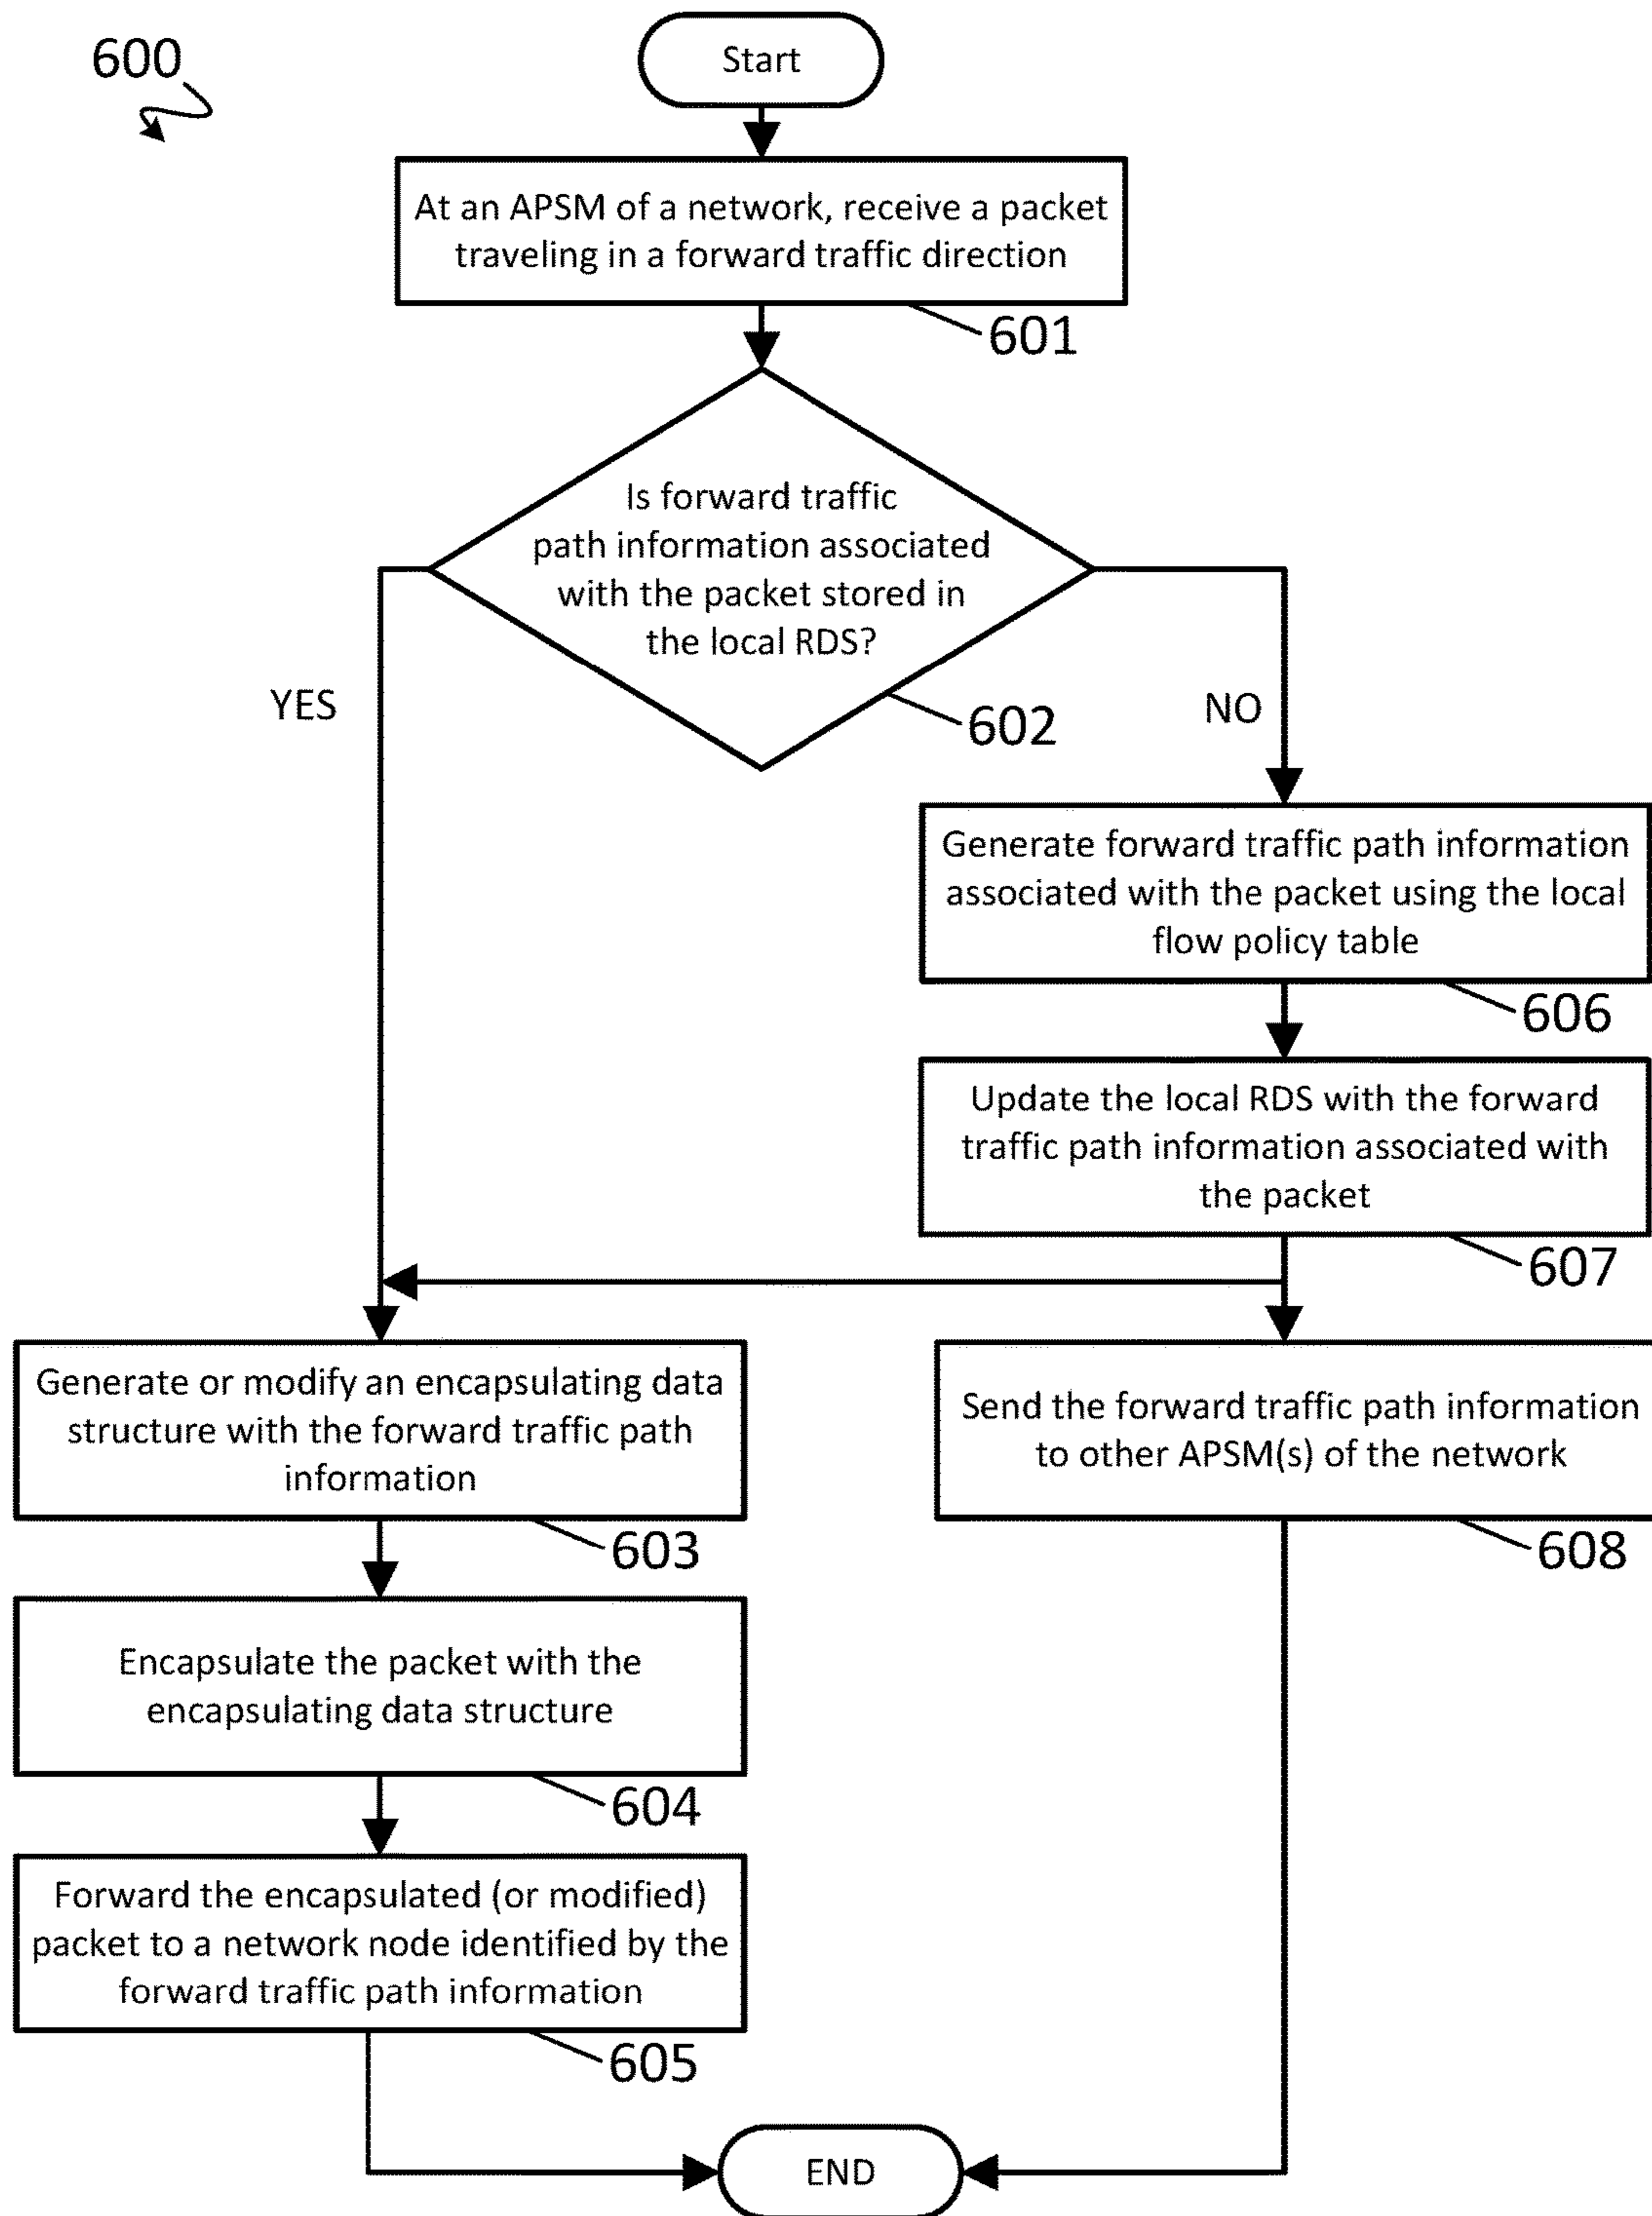 600
Start
At an APSM of a network, receive a packet
traveling in a forward traffic direction
601
Is forward traffic
path information associated
with the packet stored in
the local RDS?
YES
602
NO
Generate forward traffic path information
associated with the packet using the local
flow policy table
606
Update the local RDS with the forward
traffic path information associated with
the packet
607
Generate or modify an encapsulating data
structure with the forward traffic path
information
603
Send the forward traffic path information
to other APSM(s) of the network
608
Encapsulate the packet with the
encapsulating data structure
604
Forward the encapsulated (or modified)
packet to a network node identified by the
forward traffic path information
605
END